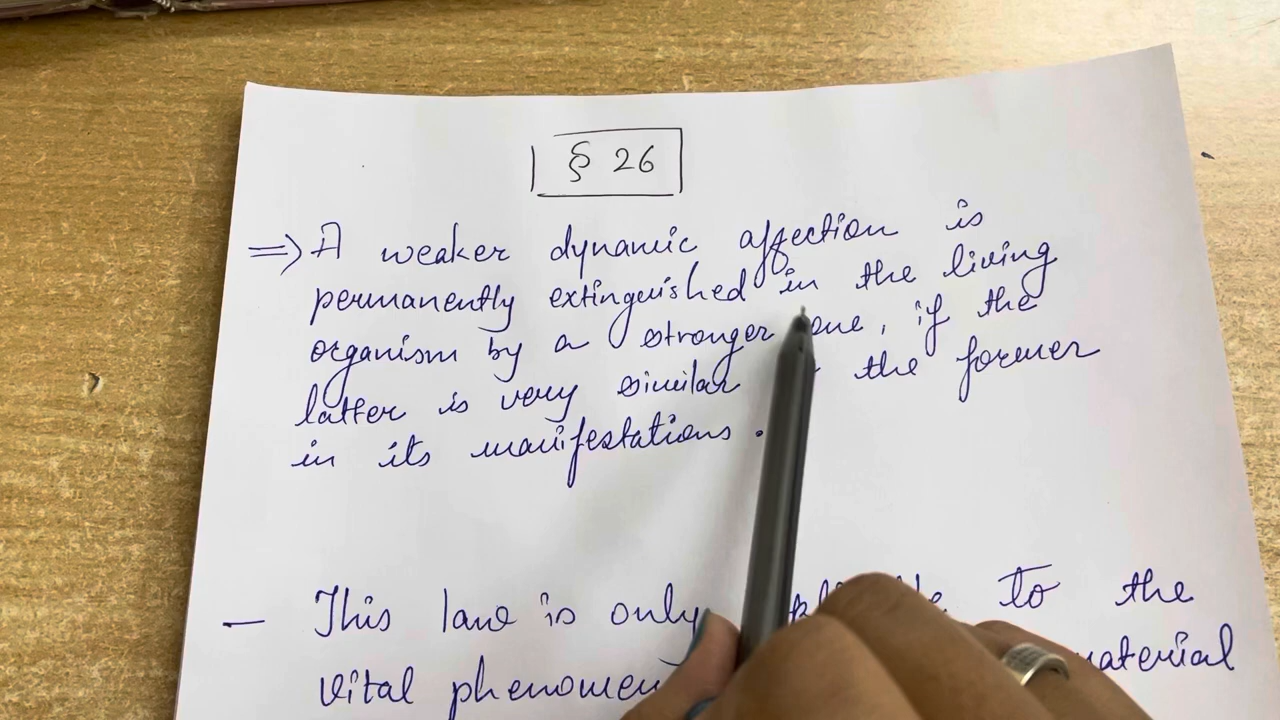 § 26
⇒ A weaker dynamic affection is
permanently extinguished in the living
organism by a stronger one, if the
latter is very similar the former
in its manifestations.
- This law is only to the
vital material